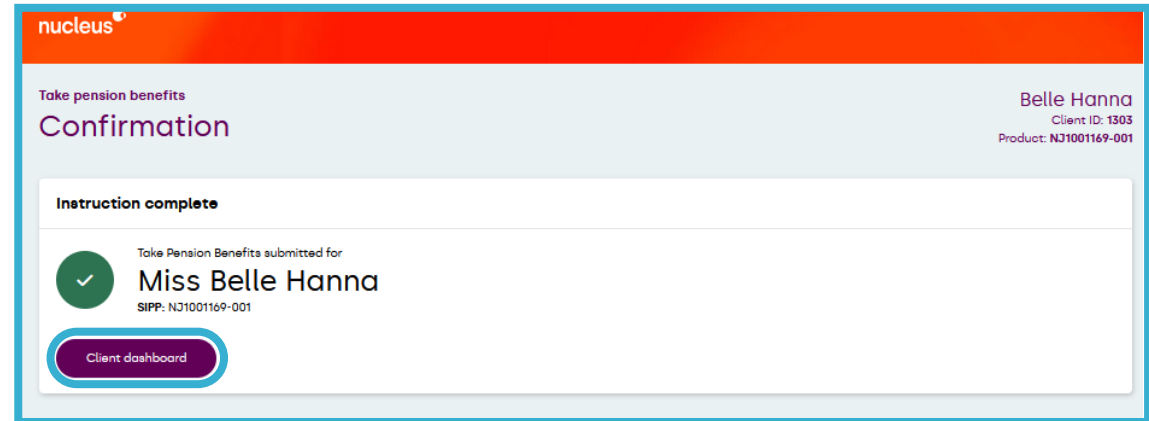 nucleus
Take pension benefits
Confirmation
Belle Hanna
Client ID: 1303
Product: NJ1001169-001
Instruction complete
Take Pension Benefits submitted for
Miss Belle Hanna
SIPP: NJ1001169-001
Client dashboard